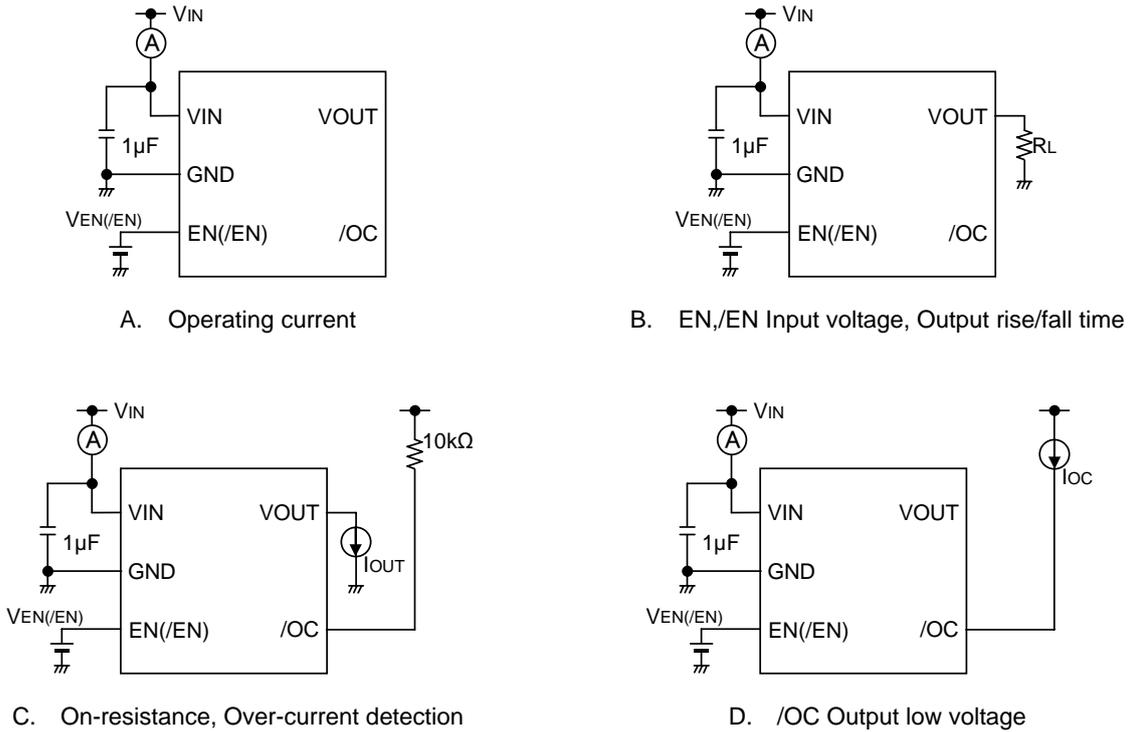 VIN
A
VIN VOUT
1µF
GND
VEN(/EN)
EN(/EN) /OC
A. Operating current
VIN
A
VIN VOUT
1µF RL
GND
VEN(/EN)
EN(/EN) /OC
B. EN,/EN Input voltage, Output rise/fall time
VIN
A 10kΩ
VIN VOUT
1µF
IOUT
GND
VEN(/EN)
EN(/EN) /OC
C. On-resistance, Over-current detection
VIN
A
IOC
VIN VOUT
1µF
GND
VEN(/EN)
EN(/EN) /OC
D. /OC Output low voltage